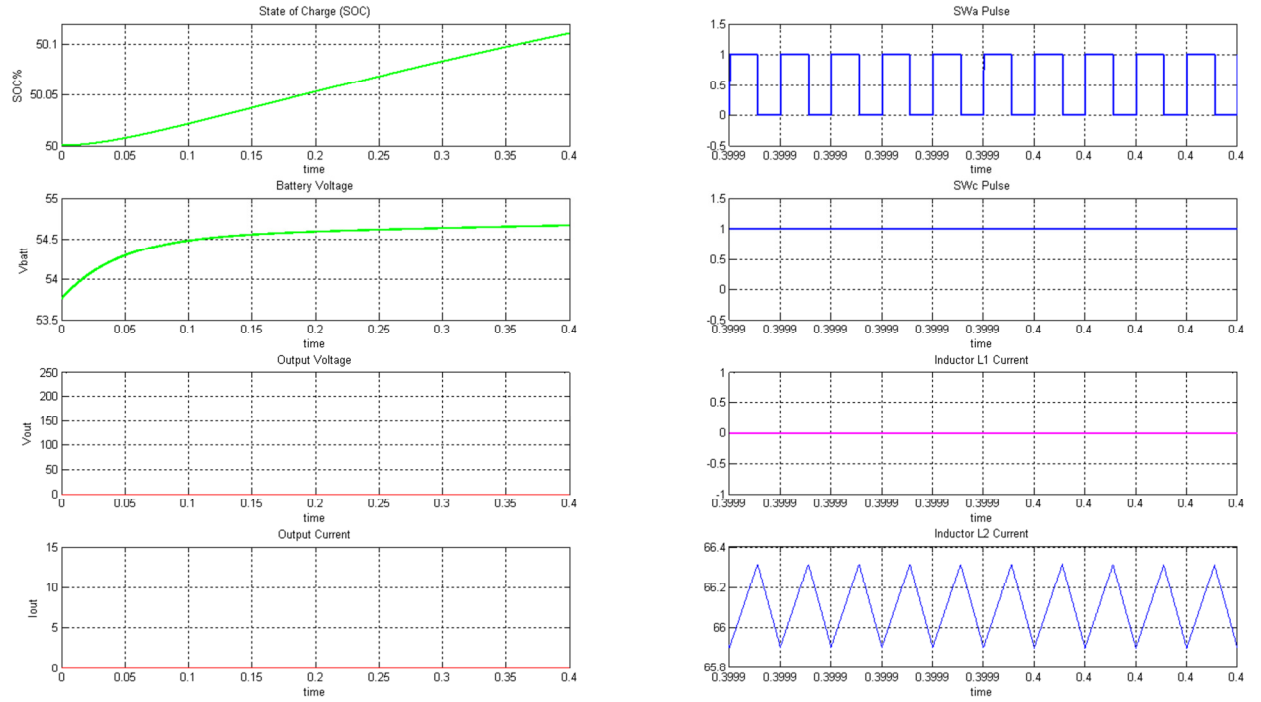 State of Charge (SOC)
50.1
50.05
50
SOC%
0 0.05 0.1 0.15 0.2 0.25 0.3 0.35 0.4
time
Battery Voltage
55
54.5
54
53.5
Vbatt
0 0.05 0.1 0.15 0.2 0.25 0.3 0.35 0.4
time
Output Voltage
250
200
150
100
50
0
Vout
0 0.05 0.1 0.15 0.2 0.25 0.3 0.35 0.4
time
Output Current
15
10
5
0
Iout
0 0.05 0.1 0.15 0.2 0.25 0.3 0.35 0.4
time
SWa Pulse
1.5
1
0.5
0
-0.5
0.3999 0.3999 0.3999 0.3999 0.3999 0.3999 0.4 0.4 0.4 0.4 0.4
time
SWc Pulse
1.5
1
0.5
0
-0.5
0.3999 0.3999 0.3999 0.3999 0.3999 0.3999 0.4 0.4 0.4 0.4 0.4
time
Inductor L1 Current
1
0.5
0
-0.5
-1
0.3999 0.3999 0.3999 0.3999 0.3999 0.3999 0.4 0.4 0.4 0.4 0.4
time
Inductor L2 Current
66.4
66.2
66
65.8
0.3999 0.3999 0.3999 0.3999 0.3999 0.3999 0.4 0.4 0.4 0.4 0.4
time